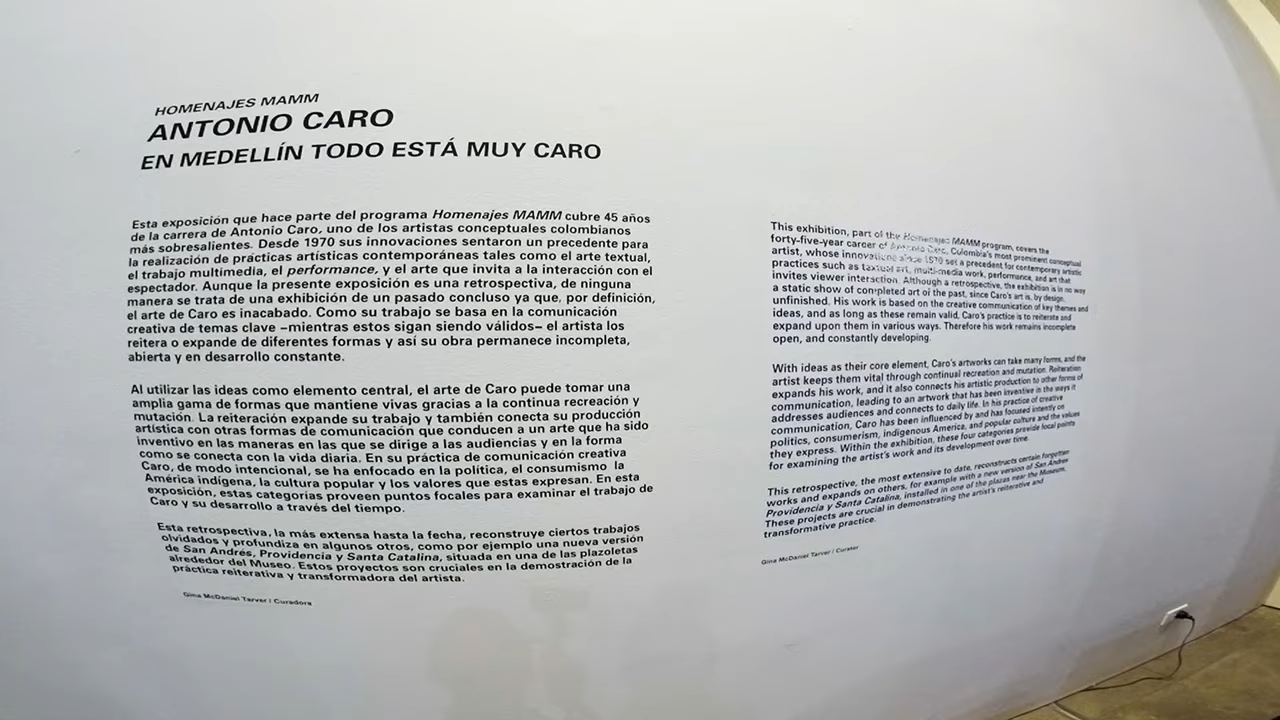 HOMENAJES MAMM
ANTONIO CARO
EN MEDELLÍN TODO ESTÁ MUY CARO
Esta exposición que hace parte del programa Homenajes MAMM cubre 45 años
de la carrera de Antonio Caro, uno de los artistas conceptuales colombianos
más sobresalientes. Desde 1970 sus innovaciones sentaron un precedente para
la realización de prácticas artísticas contemporáneas tales como el arte textual,
el trabajo multimedia, el performance, y el arte que invita a la interacción con el
espectador. Aunque la presente exposición es una retrospectiva, de ninguna
manera se trata de una exhibición de un pasado concluso ya que, por definición,
el arte de Caro es inacabado. Como su trabajo se basa en la comunicación
creativa de temas clave –mientras estos sigan siendo válidos– el artista los
reitera o expande de diferentes formas y así su obra permanece incompleta,
abierta y en desarrollo constante.
Al utilizar las ideas como elemento central, el arte de Caro puede tomar una
amplia gama de formas que mantiene vivas gracias a la continua recreación y
mutación. La reiteración expande su trabajo y también conecta su producción
artística con otras formas de comunicación que conducen a un arte que ha sido
inventivo en las maneras en las que se dirige a las audiencias y en la forma
como se conecta con la vida diaria. En su práctica de comunicación creativa
Caro, de modo intencional, se ha enfocado en la política, el consumismo la
América indígena, la cultura popular y los valores que estas expresan. En esta
exposición, estas categorías proveen puntos focales para examinar el trabajo de
Caro y su desarrollo a través del tiempo.
Esta retrospectiva, la más extensa hasta la fecha, reconstruye ciertos trabajos
olvidados y profundiza en algunos otros, como por ejemplo una nueva versión
de San Andrés, Providencia y Santa Catalina, situada en una de las plazoletas
alrededor del Museo. Estos proyectos son cruciales en la demostración de la
práctica reiterativa y transformadora del artista.
Gina McDaniel Tarver / Curadora
This exhibition, part of the Homenajes MAMM program, covers the
forty-five-year career of Antonio Caro, Colombia's most prominent conceptual
artist, whose innovations since 1970 set a precedent for contemporary artistic
practices such as textual art, multi-media work, performance, and art that
invites viewer interaction. Although a retrospective, the exhibition is in no way
a static show of completed art of the past, since Caro's art is, by design,
unfinished. His work is based on the creative communication of key themes and
ideas, and as long as these remain valid, Caro's practice is to reiterate and
expand upon them in various ways. Therefore his work remains incomplete
open, and constantly developing.
With ideas as their core element, Caro's artworks can take many forms, and the
artist keeps them vital through continual recreation and mutation. Reiteration
expands his work, and it also connects his artistic production to other forms of
communication, leading to an artwork that has been inventive in the ways it
addresses audiences and connects to daily life. In his practice of creative
communication, Caro has been influenced by and has focused intently on
politics, consumerism, indigenous America, and popular culture and the values
they express. Within the exhibition, these four categories provide focal points
for examining the artist's work and its development over time.
This retrospective, the most extensive to date, reconstructs certain forgotten
works and expands on others, for example with a new version of San Andrés
Providencia y Santa Catalina, installed in one of the plazas near the Museum.
These projects are crucial in demonstrating the artist's reiterative and
transformative practice.
Gina McDaniel Tarver / Curator